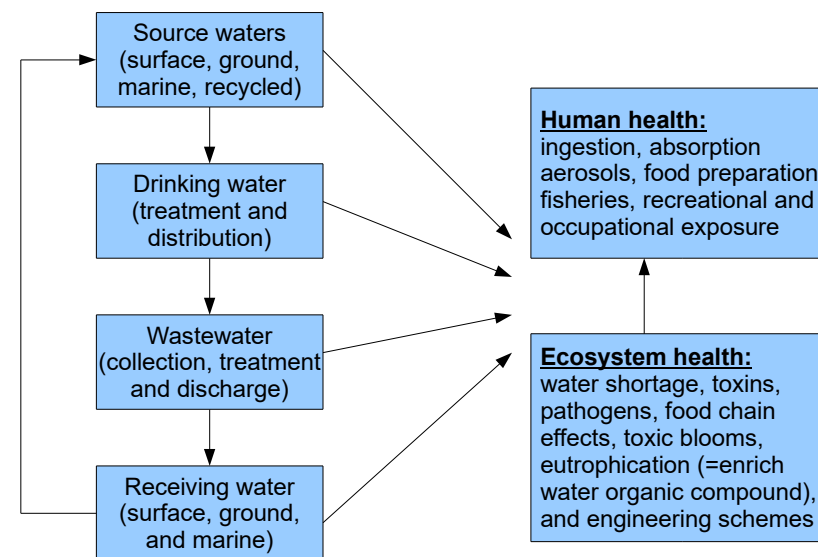 Source waters
(surface, ground,
marine, recycled)
Drinking water
(treatment and
distribution)
Wastewater
(collection, treatment
and discharge)
Receiving water
(surface, ground,
and marine)
Human health:
ingestion, absorption
aerosols, food preparation
fisheries, recreational and
occupational exposure
Ecosystem health:
water shortage, toxins,
pathogens, food chain
effects, toxic blooms,
eutrophication (=enrich
water organic compound),
and engineering schemes